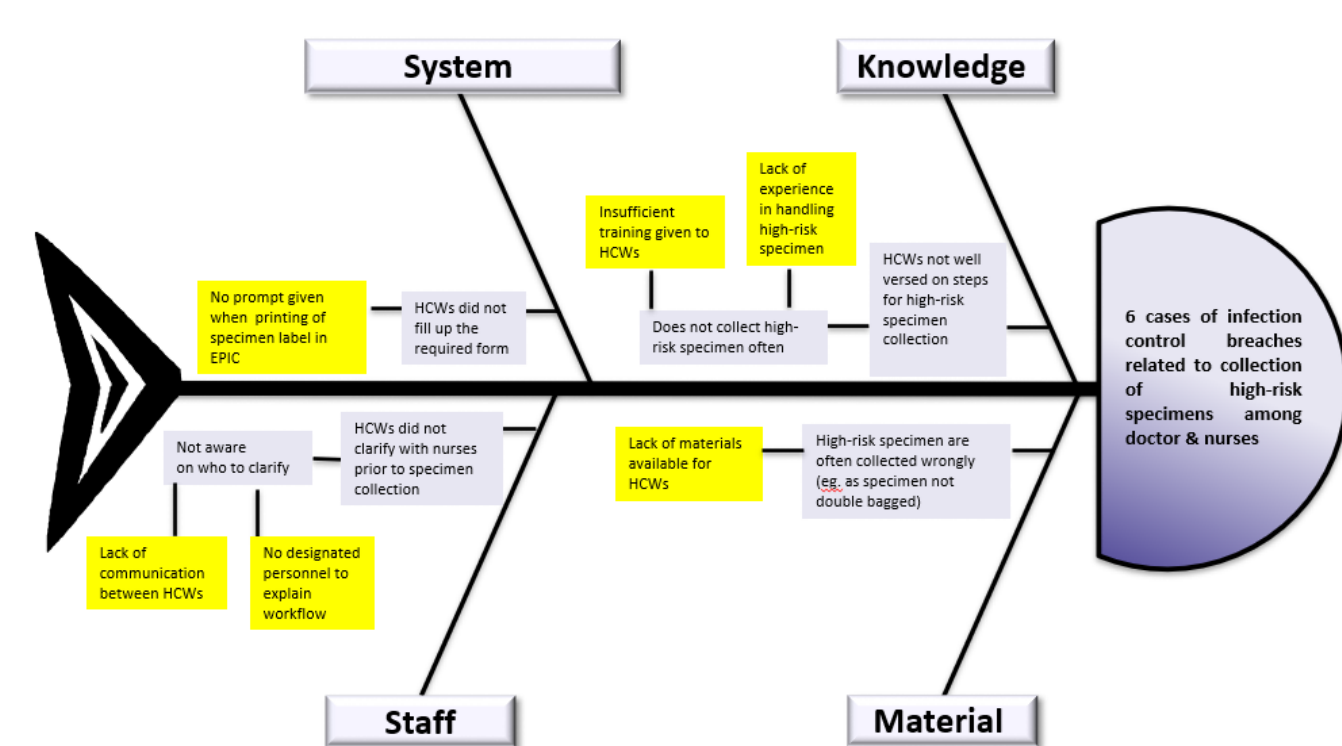 System
Knowledge
Lack of
experience
in handling
high-risk
specimen
Insufficient
training given to
HCWs
HCWs not well
versed on steps
for high-risk
specimen
collection
Does not collect high-
risk specimen often
No prompt given
when printing of
specimen label in
EPIC
HCWs did not
fill up the
required form
6 cases of infection
control breaches
related to collection
of high-risk
specimens among
doctor & nurses
HCWs did not
clarify with nurses
prior to specimen
collection
Not aware
on who to clarify
Lack of
communication
between HCWs
No designated
personnel to
explain
workflow
Lack of materials
available for
HCWs
High-risk specimen are
often collected wrongly
(eg. as specimen not
double bagged)
Staff
Material